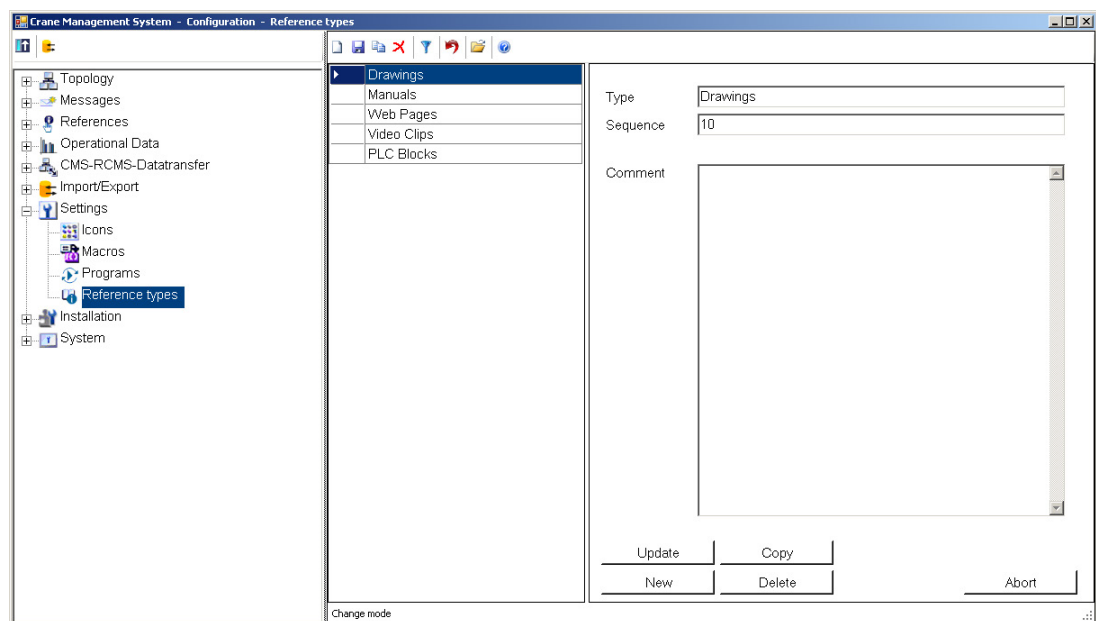 Crane Management System - Configuration - Reference types
Topology
Messages
References
Operational Data
CMS-RCMS-Datatransfer
Import/Export
Settings
Icons
Macros
Programs
Reference types
Installation
System
Drawings
Manuals
Web Pages
Video Clips
PLC Blocks
Type Drawings
Sequence 10
Comment
Update Copy
New Delete Abort
Change mode